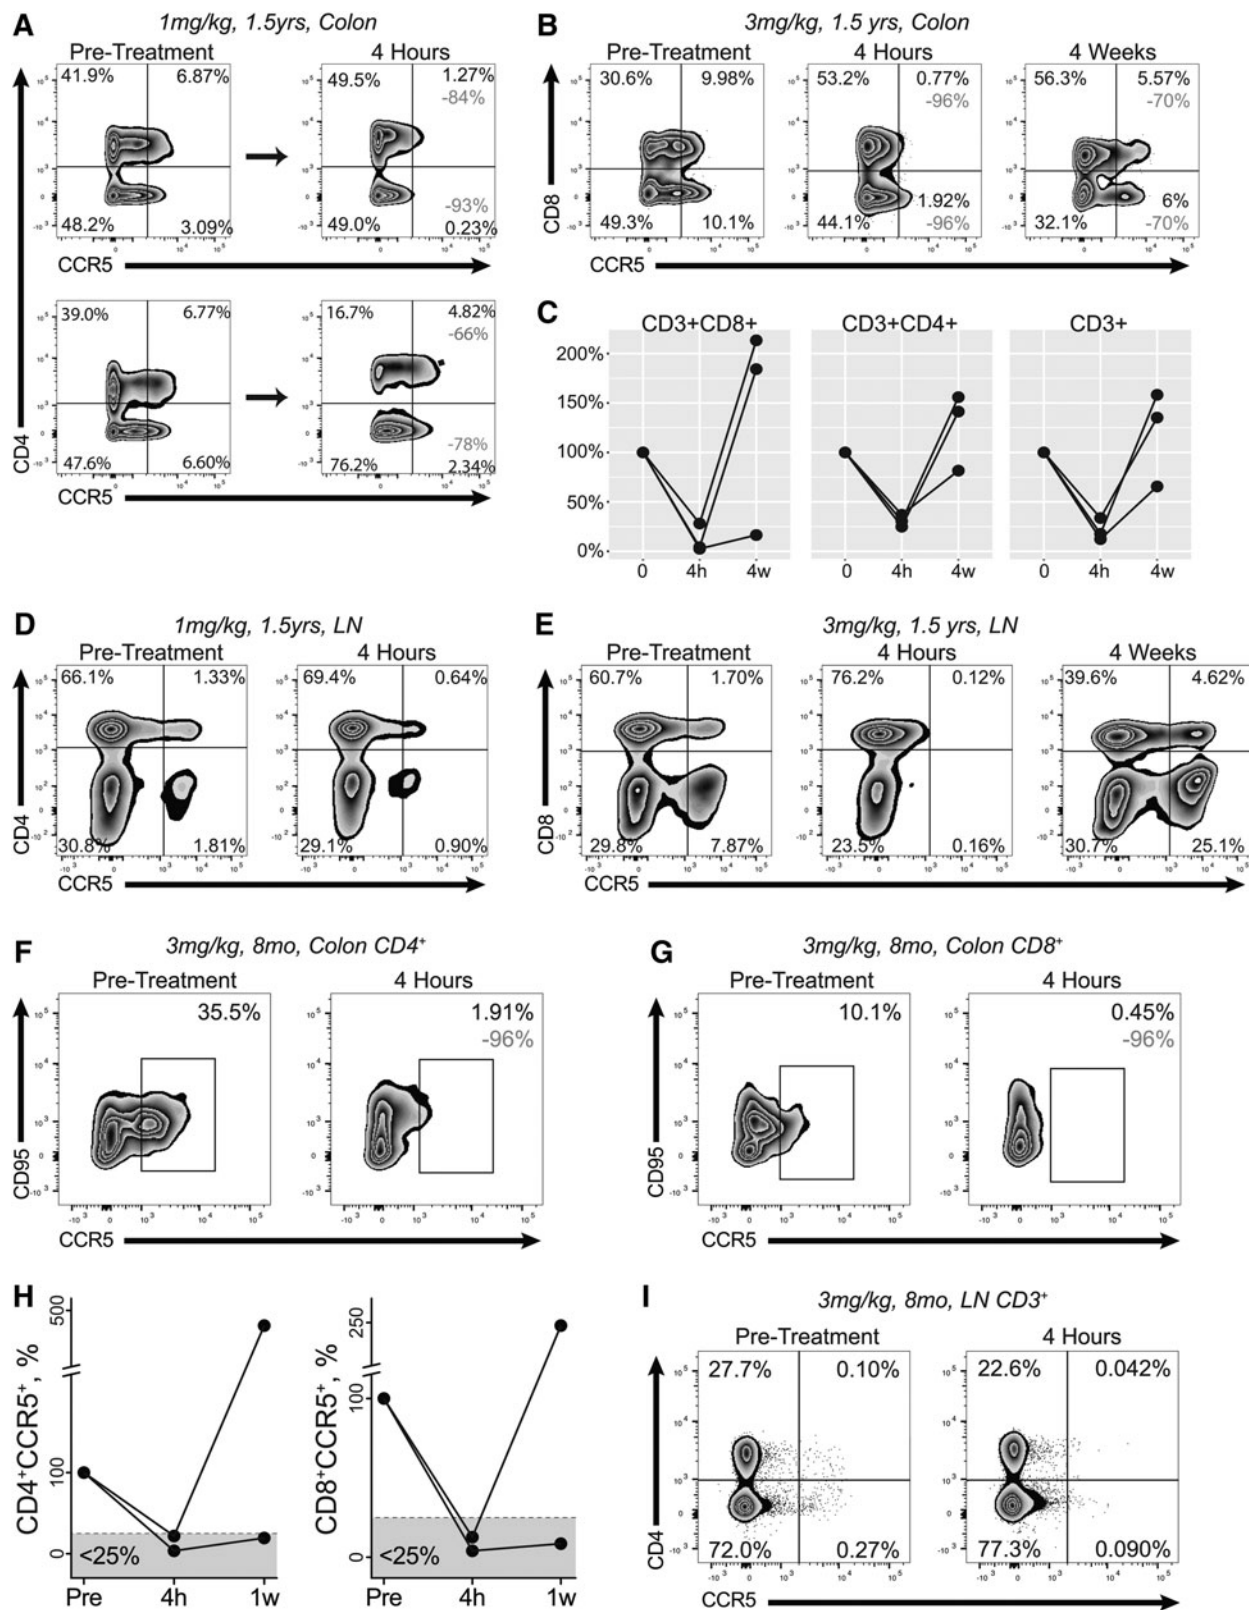 A
1mg/kg, 1.5yrs, Colon
Pre-Treatment
4 Hours
41.9% 6.87%
48.2% 3.09%
49.5% 1.27%
-84%
-93%
49.0% 0.23%
CCR5
39.0% 6.77%
47.6% 6.60%
16.7% 4.82%
-66%
-78%
76.2% 2.34%
CD4
CCR5
B
3mg/kg, 1.5 yrs, Colon
Pre-Treatment
4 Hours
4 Weeks
30.6% 9.98%
49.3% 10.1%
53.2% 0.77%
-96%
1.92%
44.1% -96%
56.3% 5.57%
-70%
6%
32.1% -70%
CD8
CCR5
C
CD3+CD8+
CD3+CD4+
CD3+
200%
150%
100%
50%
0%
0 4h 4w
0 4h 4w
0 4h 4w
D
1mg/kg, 1.5yrs, LN
Pre-Treatment
4 Hours
66.1% 1.33%
30.8% 1.81%
69.4% 0.64%
29.1% 0.90%
CD4
CCR5
E
3mg/kg, 1.5 yrs, LN
Pre-Treatment
4 Hours
4 Weeks
60.7% 1.70%
29.8% 7.87%
76.2% 0.12%
23.5% 0.16%
39.6% 4.62%
30.7% 25.1%
CD8
CCR5
F
3mg/kg, 8mo, Colon CD4+
Pre-Treatment
4 Hours
35.5%
1.91%
-96%
CD95
CCR5
G
3mg/kg, 8mo, Colon CD8+
Pre-Treatment
4 Hours
10.1%
0.45%
-96%
CD95
CCR5
H
CD4+CCR5+, %
500
100
0
<25%
Pre 4h 1w
CD8+CCR5+, %
250
100
0
<25%
Pre 4h 1w
I
3mg/kg, 8mo, LN CD3+
Pre-Treatment
4 Hours
27.7% 0.10%
72.0% 0.27%
22.6% 0.042%
77.3% 0.090%
CD4
CCR5